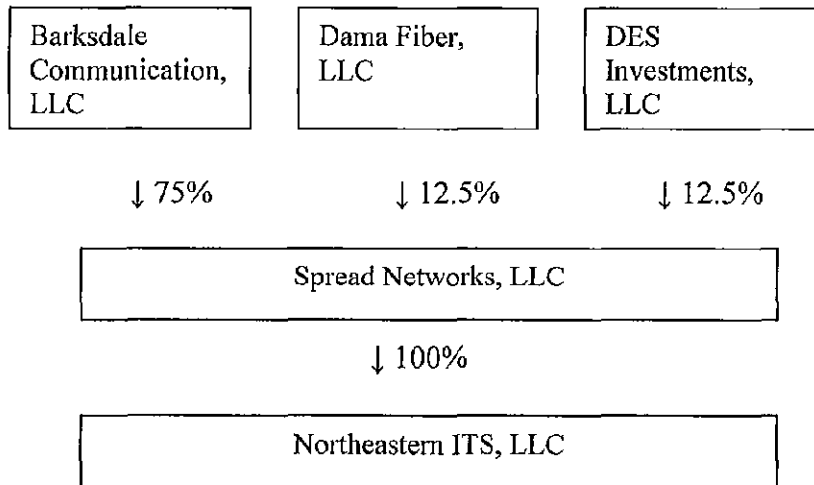 Barksdale
Communication,
LLC
Dama Fiber,
LLC
DES
Investments,
LLC
↓ 75%
↓ 12.5%
↓ 12.5%
Spread Networks, LLC
↓ 100%
Northeastern ITS, LLC